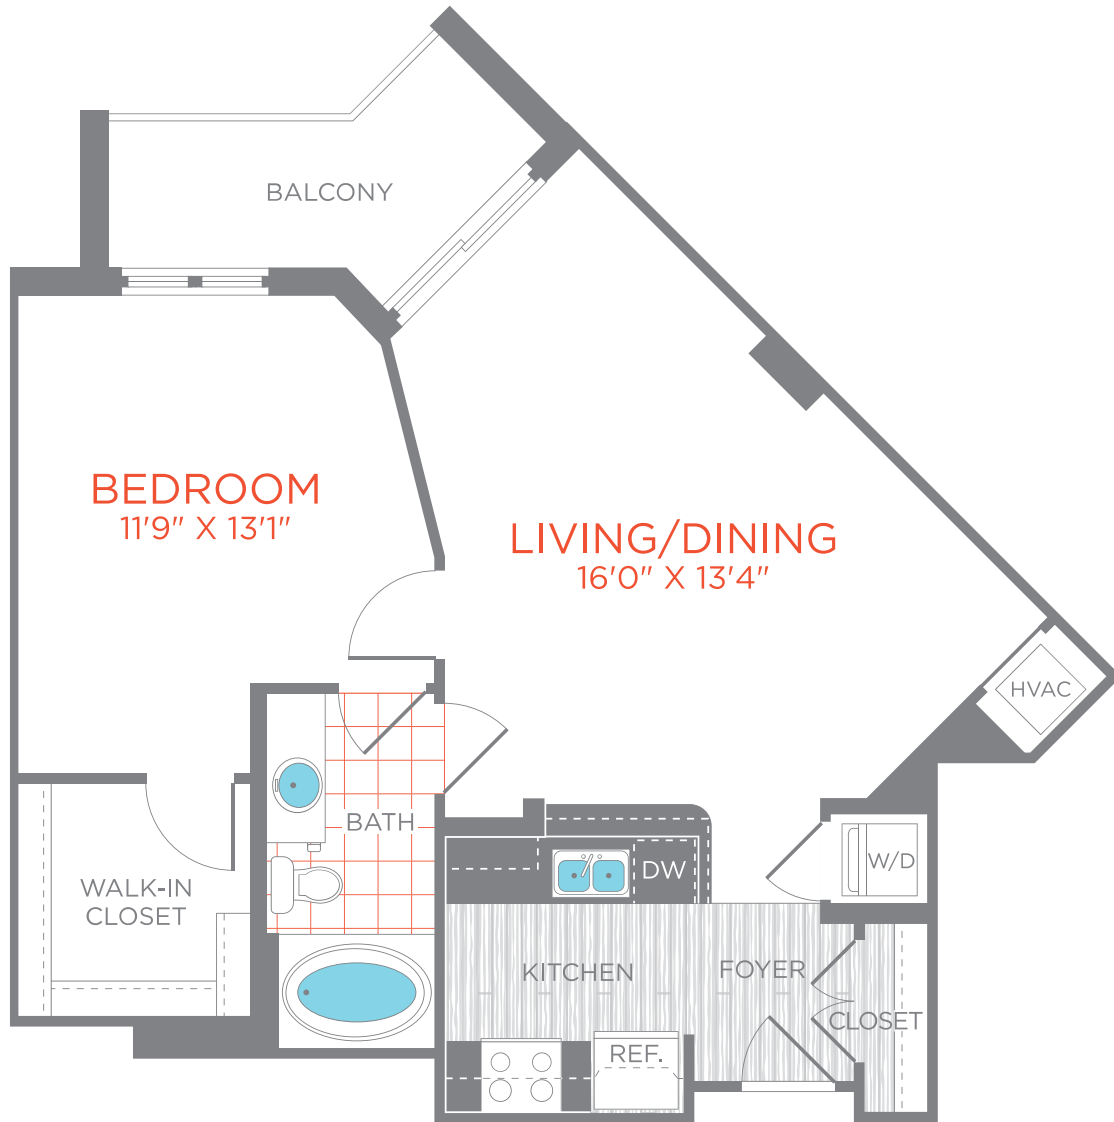 BALCONY
BEDROOM
11'9" X 13'1"
LIVING/DINING
16'0" X 13'4"
HVAC
BATH
W/D
DW
WALK-IN
CLOSET
KITCHEN
FOYER
CLOSET
REF.